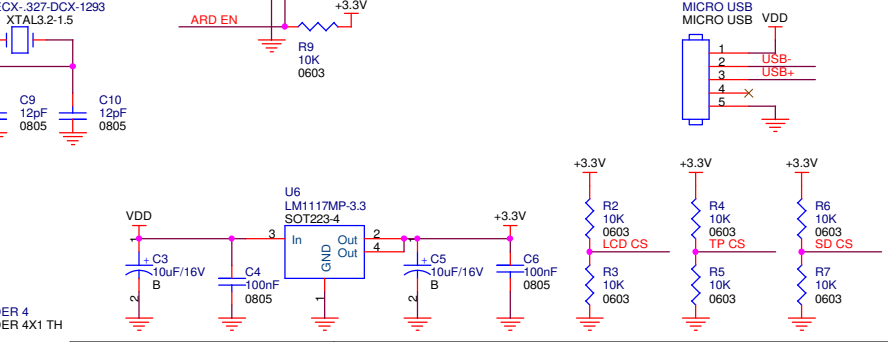 ECX-.327-DCX-1293
XTAL3.2-1.5
C9
12pF
0805
C10
12pF
0805
ARD EN
+3.3V
R9
10K
0603
MICRO USB
MICRO USB
VDD
1
2
USB-
3
USB+
4
5
VDD
1
+
C3
10uF/16V
B
2
C4
100nF
0805
U6
LM1117MP-3.3
SOT223-4
3
In
Out
2
Out
4
GND
1
1
+
C5
10uF/16V
B
2
+3.3V
C6
100nF
0805
+3.3V
R2
10K
0603
LCD CS
R3
10K
0603
+3.3V
R4
10K
0603
TP CS
R5
10K
0603
+3.3V
R6
10K
0603
SD CS
R7
10K
0603
ER 4
ER 4X1 TH